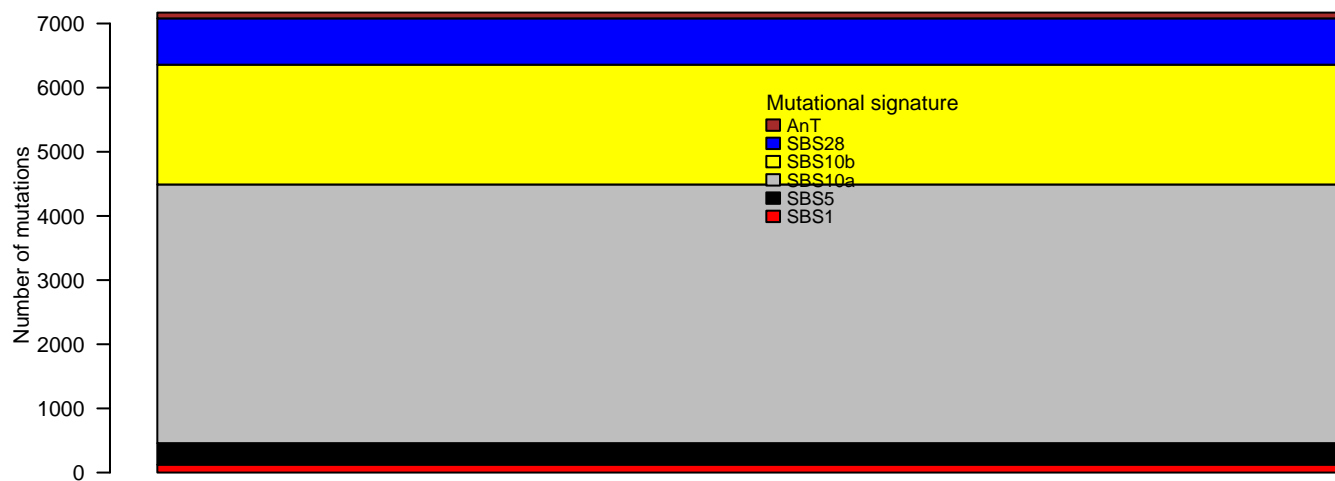 7000
6000
5000
4000
3000
2000
1000
0
Number of mutations
Mutational signature
AnT
SBS28
SBS10b
SBS10a
SBS5
SBS1